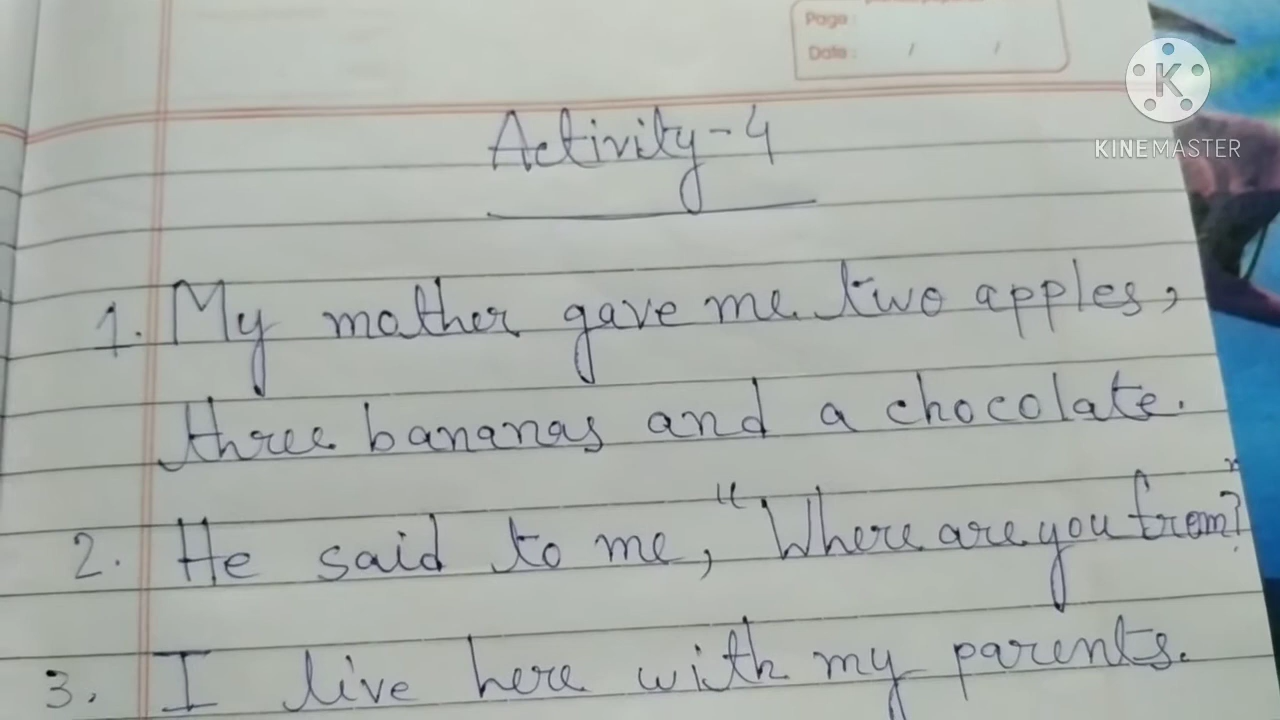 Page :
Date : / /
K
KINEMASTER
Activity-4
1. My mother gave me two apples,
three bananas and a chocolate.
2. He said to me, "Where are you from?"
3. I live here with my parents.